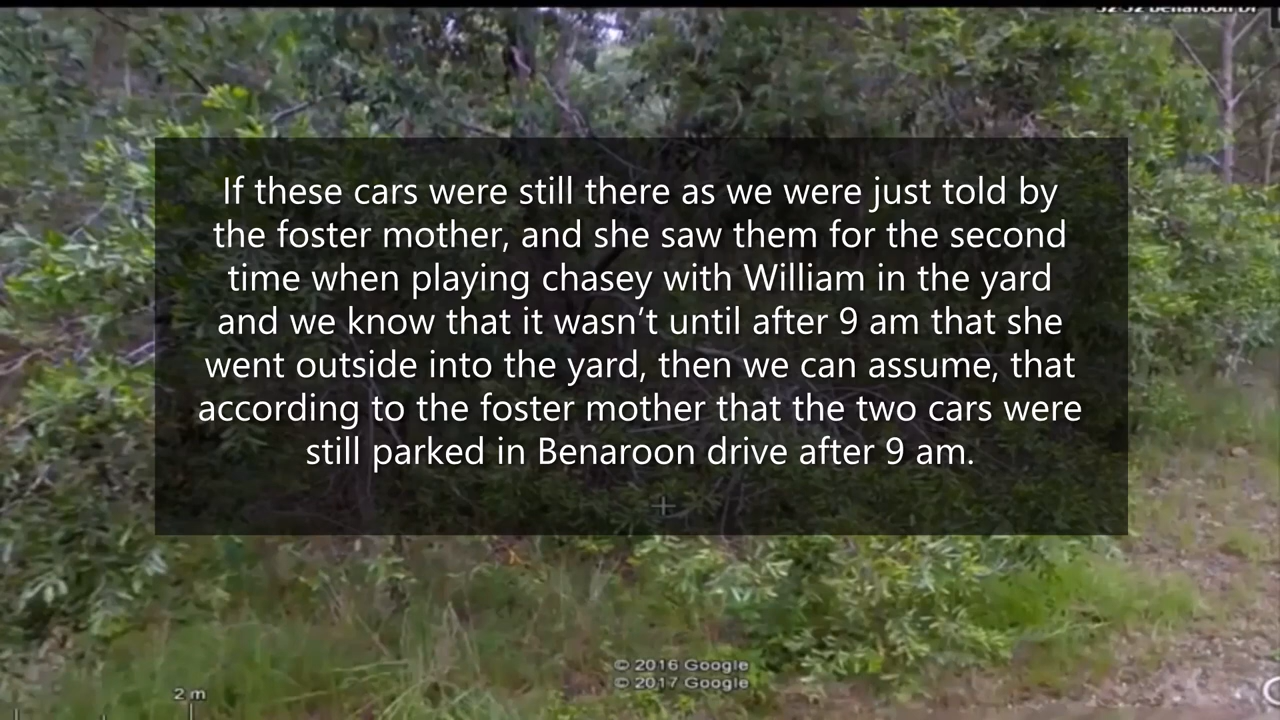 If these cars were still there as we were just told by
the foster mother, and she saw them for the second
time when playing chasey with William in the yard
and we know that it wasn’t until after 9 am that she
went outside into the yard, then we can assume, that
according to the foster mother that the two cars were
still parked in Benaroon drive after 9 am.
© 2016 Google
© 2017 Google
2 m